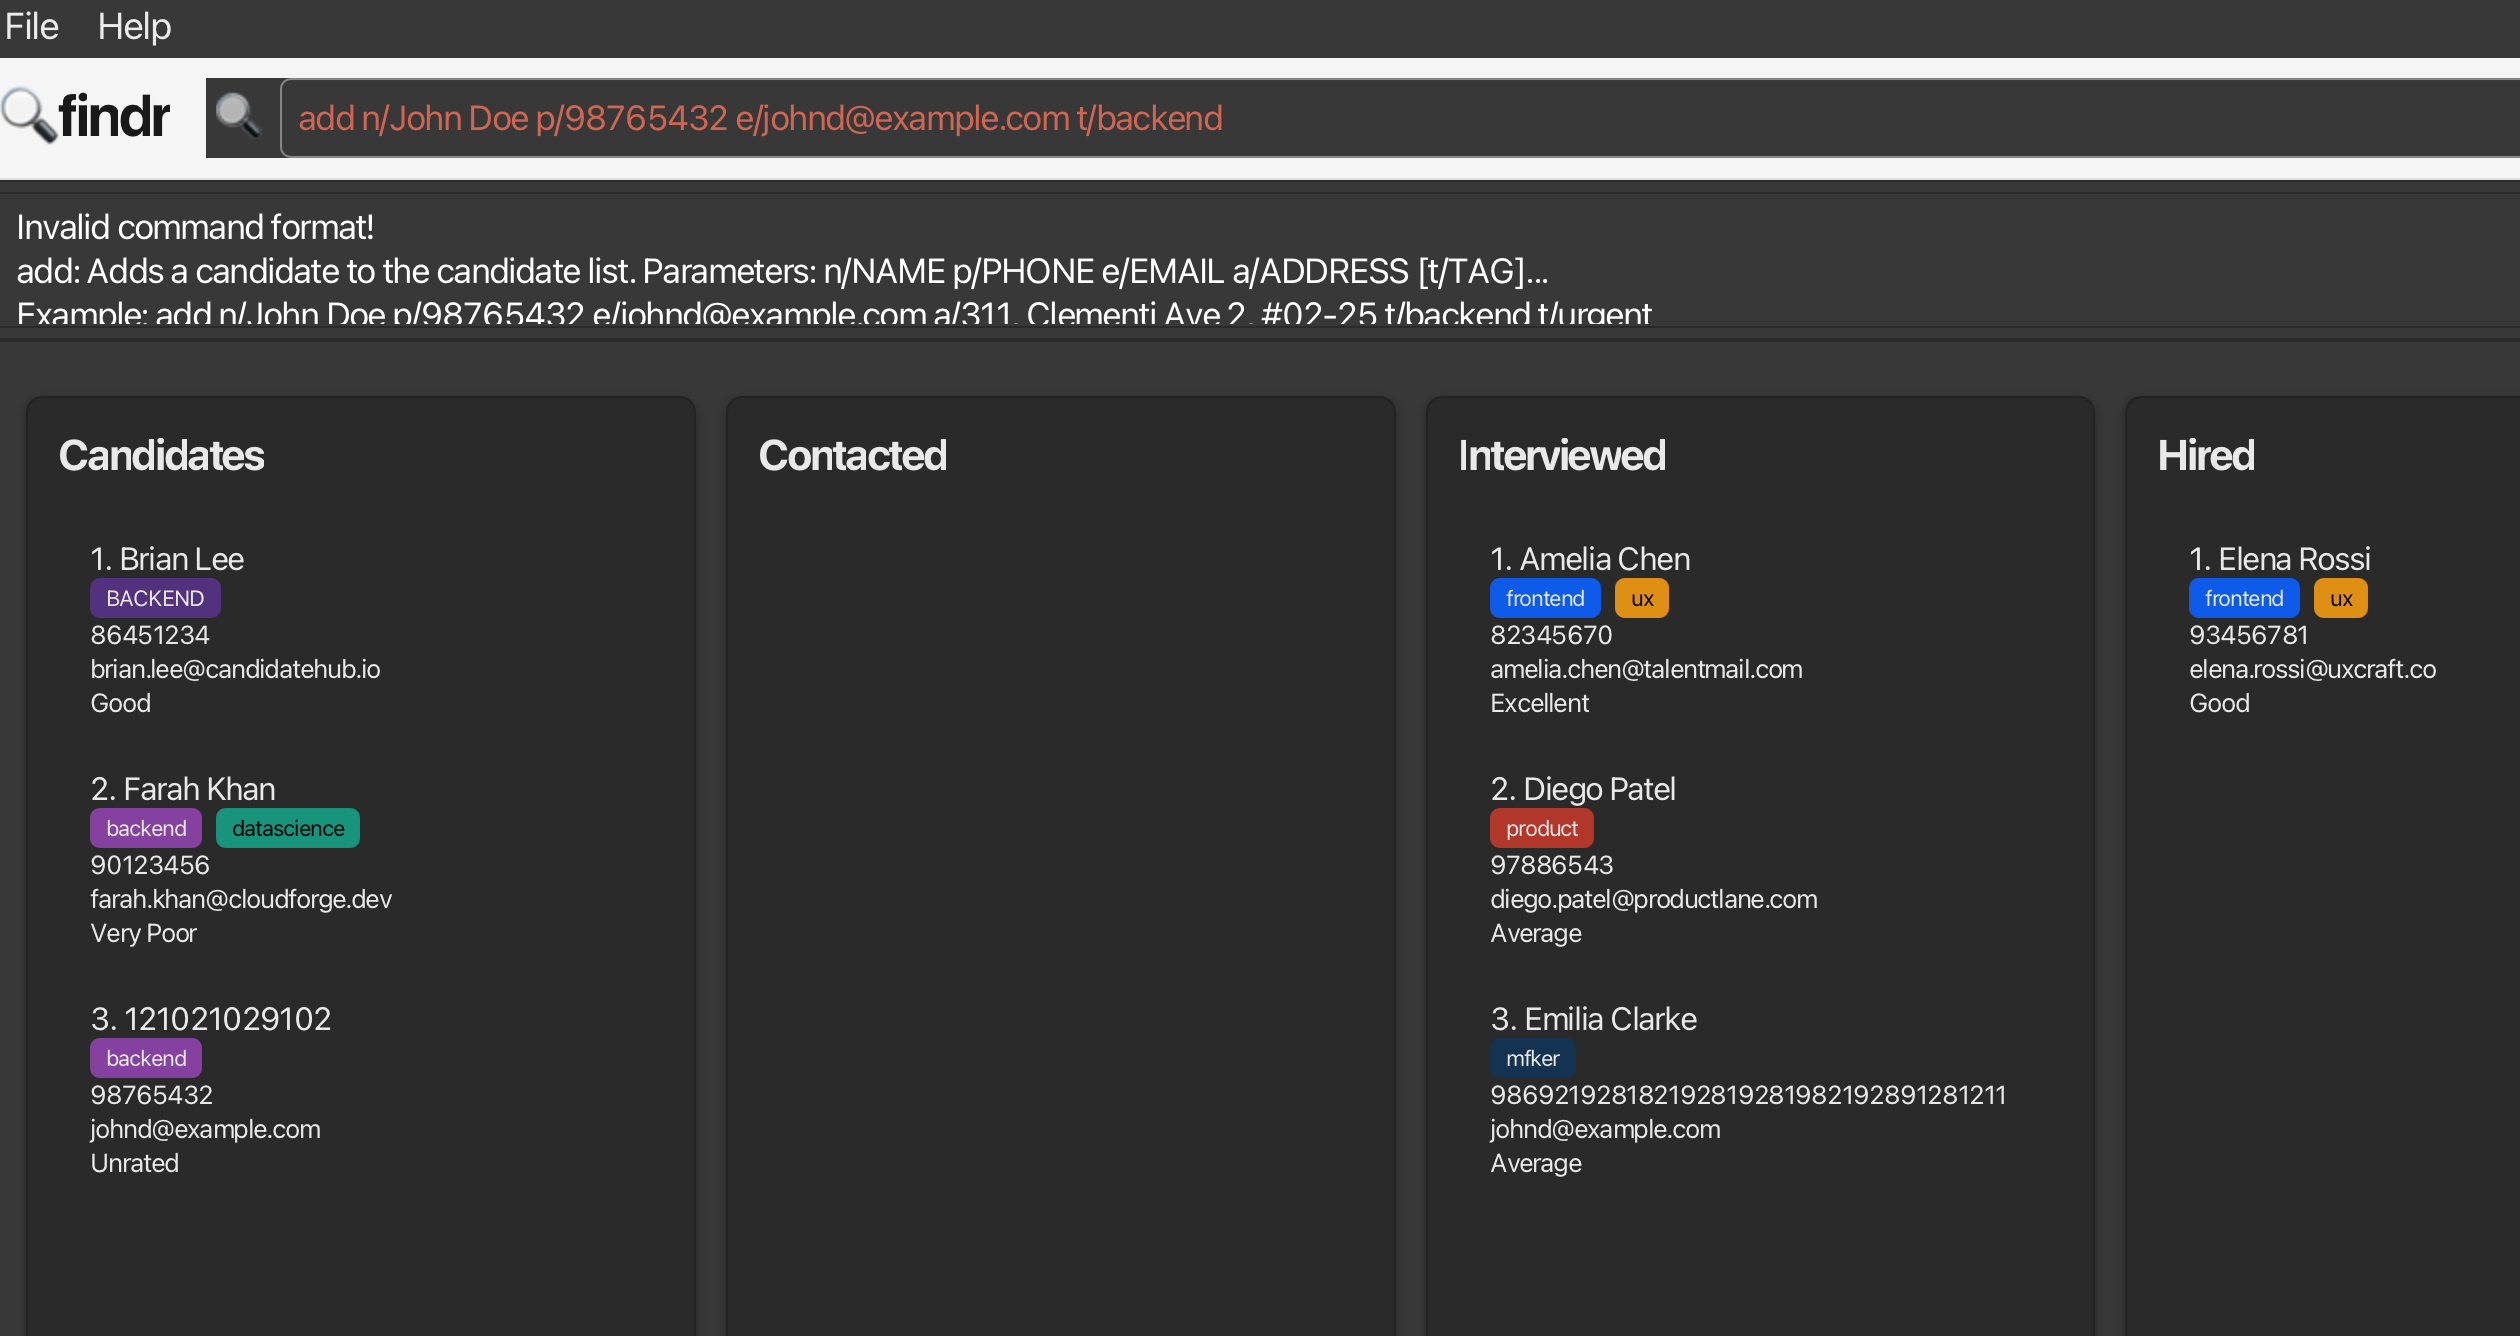 File Help
findr
add n/John Doe p/98765432 e/johnd@example.com t/backend
Invalid command format!
add: Adds a candidate to the candidate list. Parameters: n/NAME p/PHONE e/EMAIL a/ADDRESS [t/TAG]...
Example: add n/John Doe p/98765432 e/johnd@example.com a/311, Clementi Ave 2, #02-25 t/backend t/urgent
Candidates
1. Brian Lee
BACKEND
86451234
brian.lee@candidatehub.io
Good
2. Farah Khan
backend datascience
90123456
farah.khan@cloudforge.dev
Very Poor
3. 121021029102
backend
98765432
johnd@example.com
Unrated
Contacted
Interviewed
1. Amelia Chen
frontend ux
82345670
amelia.chen@talentmail.com
Excellent
2. Diego Patel
product
97886543
diego.patel@productlane.com
Average
3. Emilia Clarke
mfker
9869219281821928192819821928912812​11
johnd@example.com
Average
Hired
1. Elena Rossi
frontend ux
93456781
elena.rossi@uxcraft.co
Good